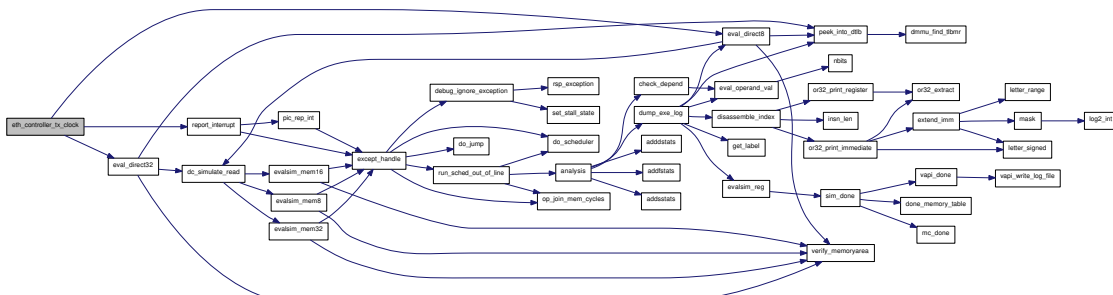 eth_controller_tx_clock
report_interrupt
eval_direct32
pic_rep_int
dc_simulate_read
evalsim_mem16
evalsim_mem8
evalsim_mem32
except_handle
debug_ignore_exception
do_jump
run_sched_out_of_line
rsp_exception
set_stall_state
do_scheduler
analysis
op_join_mem_cycles
check_depend
dump_exe_log
adddstats
addfstats
addsstats
eval_direct8
eval_operand_val
disassemble_index
get_label
evalsim_reg
peek_into_dtlb
nbits
or32_print_register
insn_len
or32_print_immediate
sim_done
verify_memoryarea
dmmu_find_tlbmr
or32_extract
extend_imm
vapi_done
done_memory_table
mc_done
letter_range
mask
letter_signed
vapi_write_log_file
log2_int